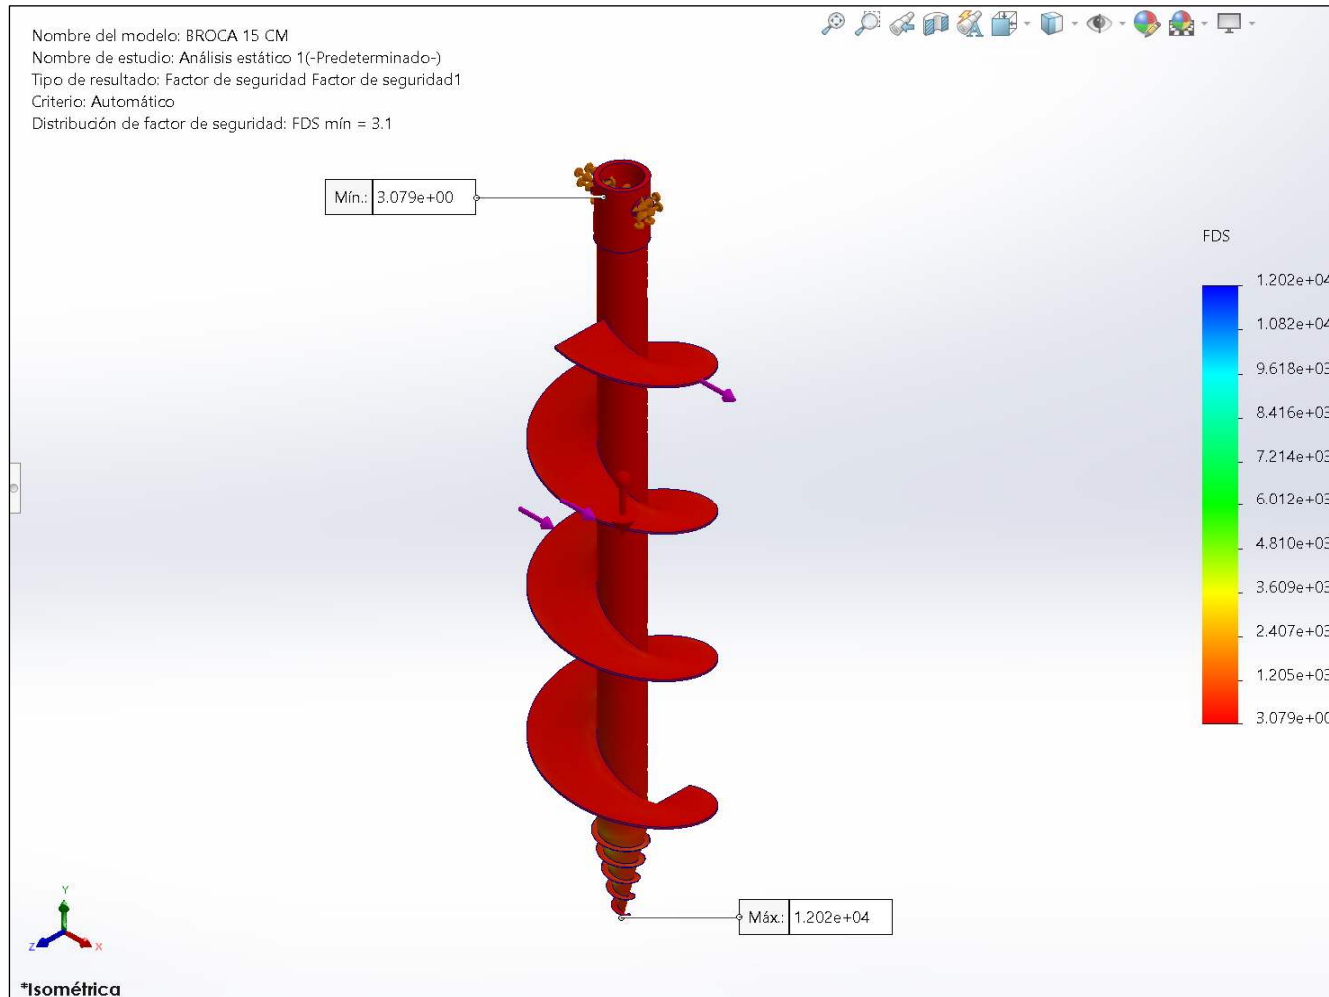 Nombre del modelo: BROCA 15 CM
Nombre de estudio: Análisis estático 1(-Predeterminado-)
Tipo de resultado: Factor de seguridad Factor de seguridad1
Criterio: Automático
Distribución de factor de seguridad: FDS mín = 3.1
Mín.: 3.079e+00
FDS
1.202e+04
1.082e+04
9.618e+03
8.416e+03
7.214e+03
6.012e+03
4.810e+03
3.609e+03
2.407e+03
1.205e+03
3.079e+00
Máx.: 1.202e+04
Y
Z
X
*Isométrica